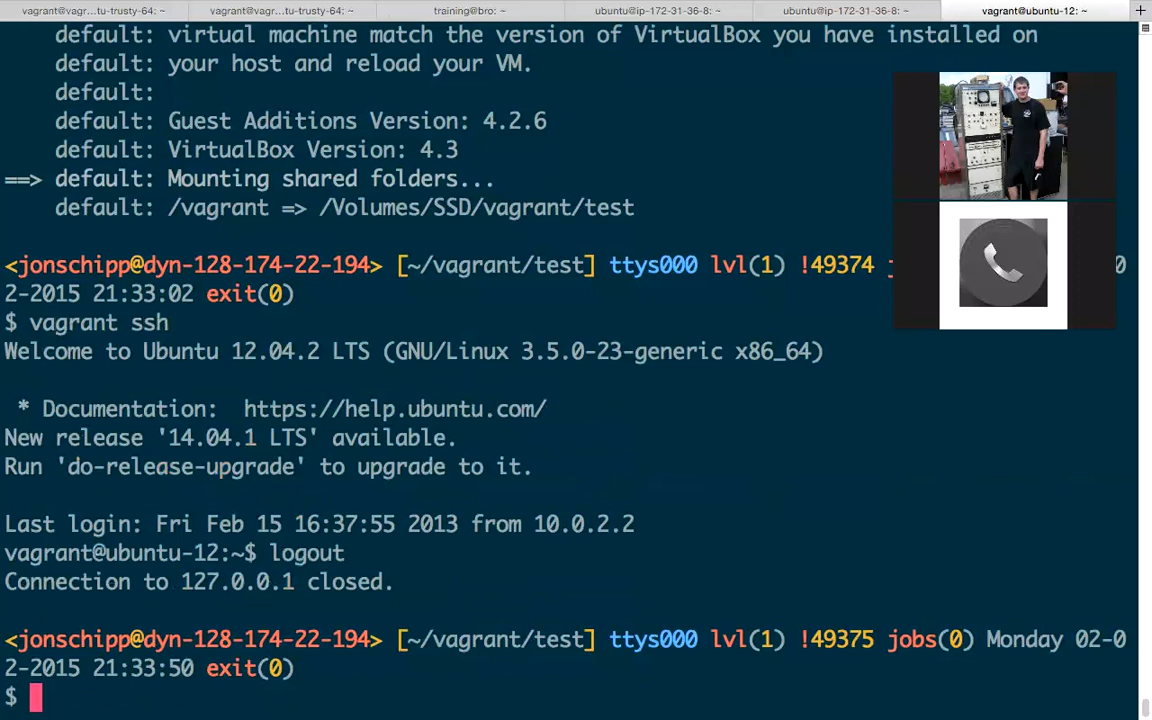 vagrant@vagr...tu-trusty-64: ~ vagrant@vagr...tu-trusty-64: ~ training@bro: ~ ubuntu@ip-172-31-36-8: ~ ubuntu@ip-172-31-36-8: ~ vagrant@ubuntu-12: ~
default: virtual machine match the version of VirtualBox you have installed on
default: your host and reload your VM.
default:
default: Guest Additions Version: 4.2.6
default: VirtualBox Version: 4.3
==> default: Mounting shared folders...
default: /vagrant => /Volumes/SSD/vagrant/test
<jonschipp@dyn-128-174-22-194> [~/vagrant/test] ttys000 lvl(1) !49374 j 0
2-2015 21:33:02 exit(0)
$ vagrant ssh
Welcome to Ubuntu 12.04.2 LTS (GNU/Linux 3.5.0-23-generic x86_64)
* Documentation: https://help.ubuntu.com/
New release '14.04.1 LTS' available.
Run 'do-release-upgrade' to upgrade to it.
Last login: Fri Feb 15 16:37:55 2013 from 10.0.2.2
vagrant@ubuntu-12:~$ logout
Connection to 127.0.0.1 closed.
<jonschipp@dyn-128-174-22-194> [~/vagrant/test] ttys000 lvl(1) !49375 jobs(0) Monday 02-0
2-2015 21:33:50 exit(0)
$